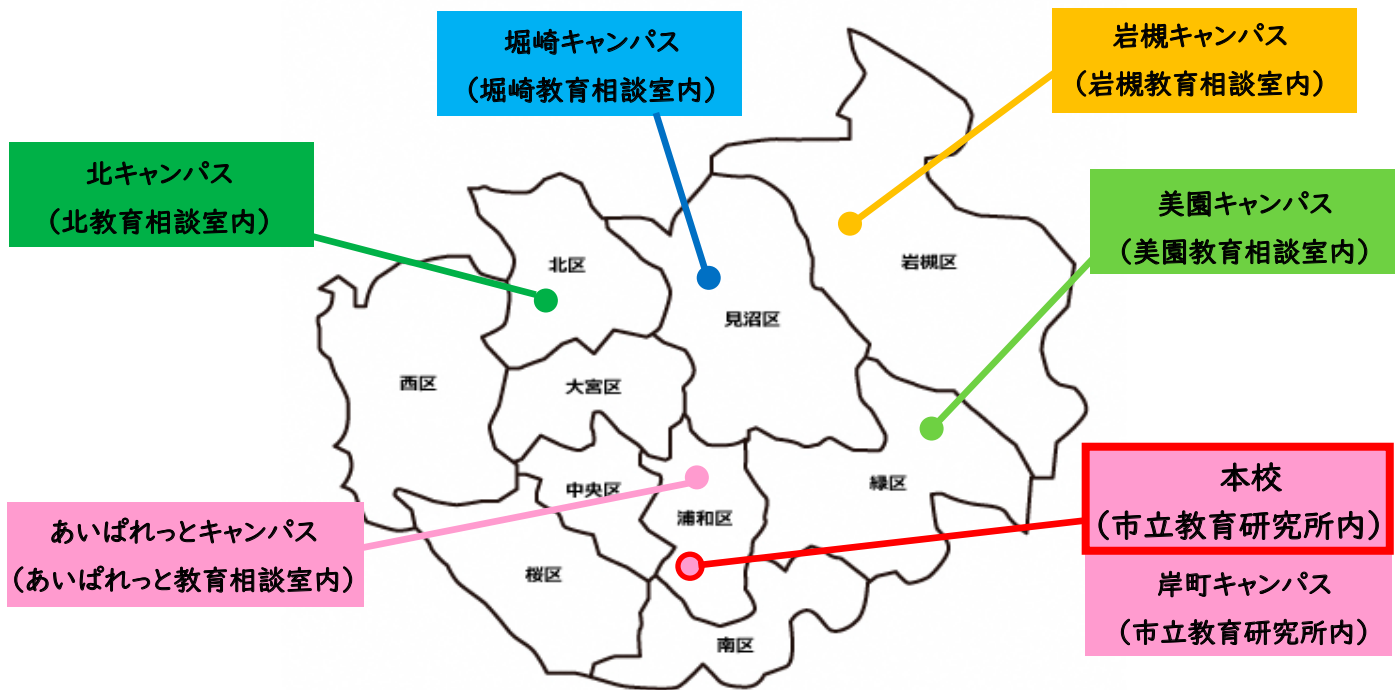 堀崎キャンパス
（堀崎教育相談室内）
岩槻キャンパス
（岩槻教育相談室内）
北キャンパス
（北教育相談室内）
美園キャンパス
（美園教育相談室内）
北区
岩槻区
見沼区
西区
大宮区
中央区
緑区
浦和区
桜区
南区
本校
（市立教育研究所内）
あいぱれっとキャンパス
（あいぱれっと教育相談室内）
岸町キャンパス
（市立教育研究所内）